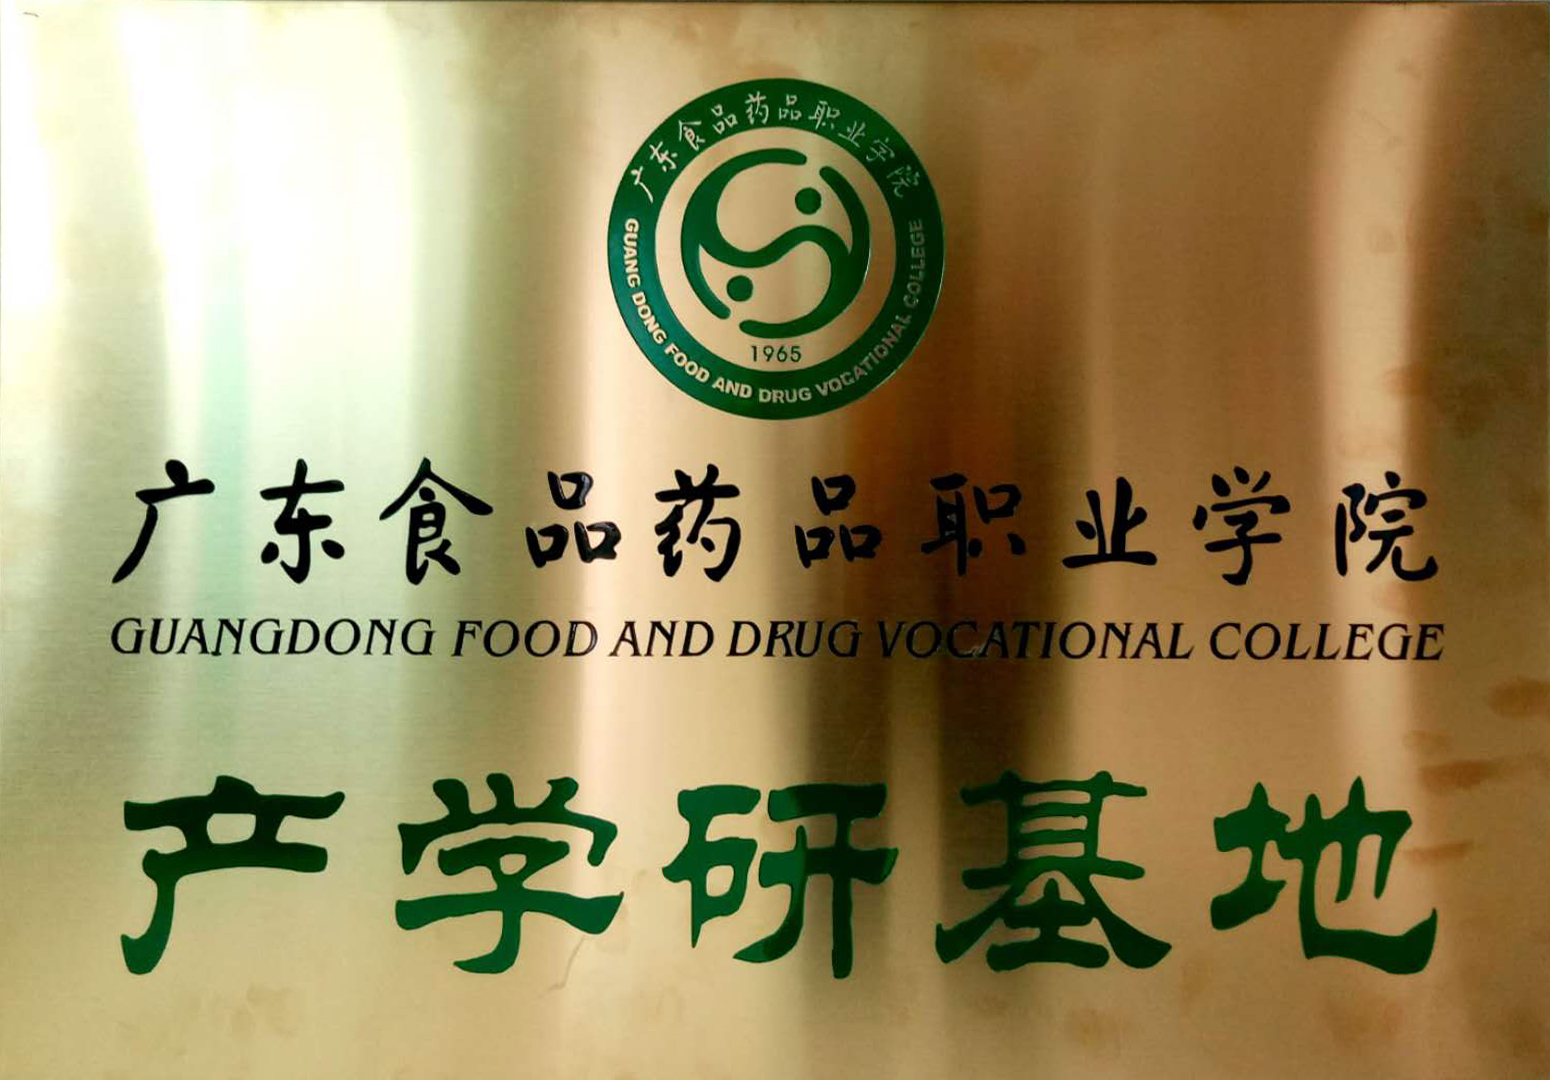 广东食品药品职业学院
GUANG DONG FOOD AND DRUG VOCATIONAL COLLEGE
1965
广东食品药品职业学院
GUANGDONG FOOD AND DRUG VOCATIONAL COLLEGE
产学研基地